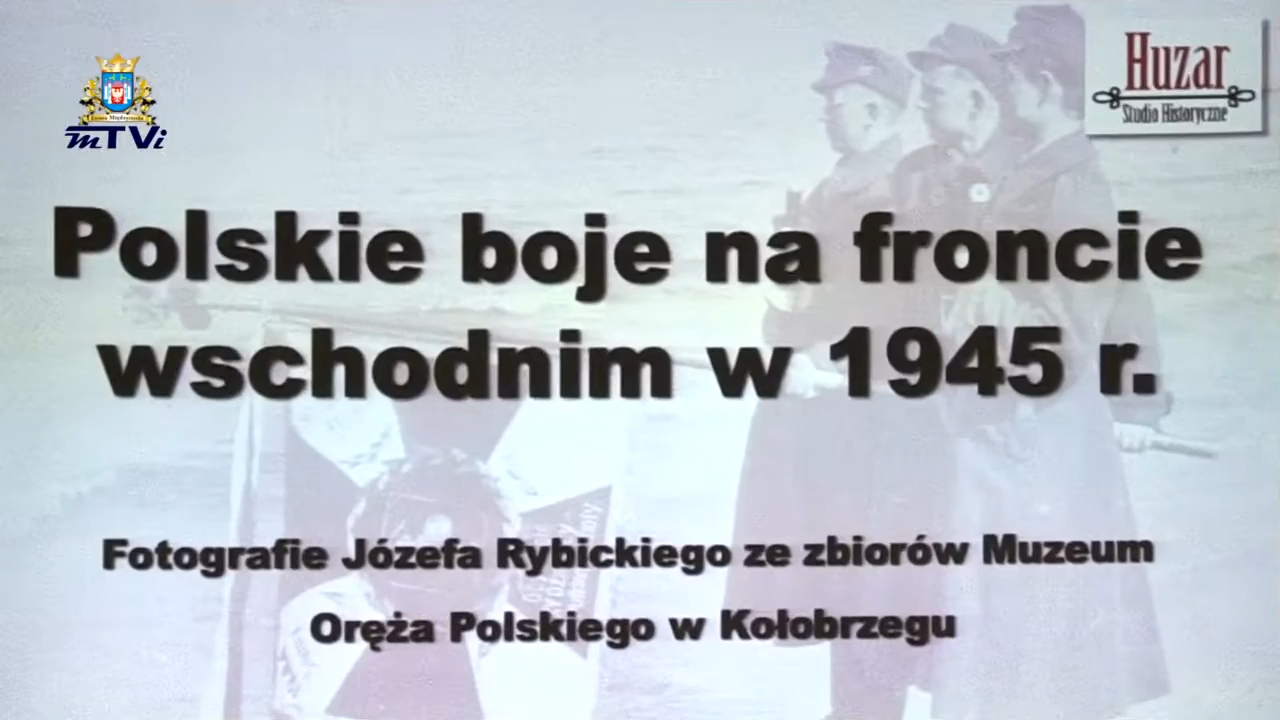 Huzar
Studio Historyczne
mTVi
Polskie boje na froncie
wschodnim w 1945 r.
Fotografie Józefa Rybickiego ze zbiorów Muzeum
Oręża Polskiego w Kołobrzegu